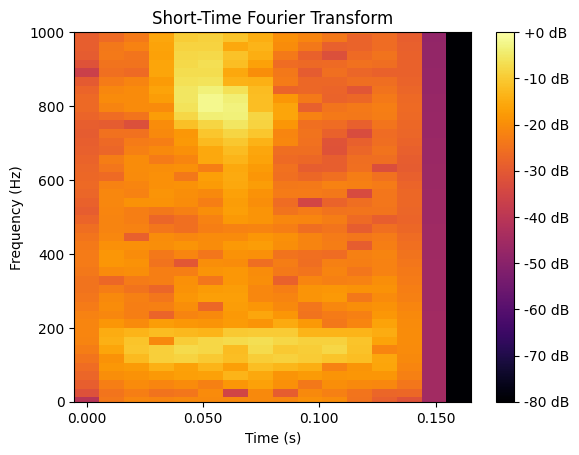 Short-Time Fourier Transform
1000
800
600
400
200
0
Frequency (Hz)
0.000
0.050
0.100
0.150
Time (s)
+0 dB
-10 dB
-20 dB
-30 dB
-40 dB
-50 dB
-60 dB
-70 dB
-80 dB